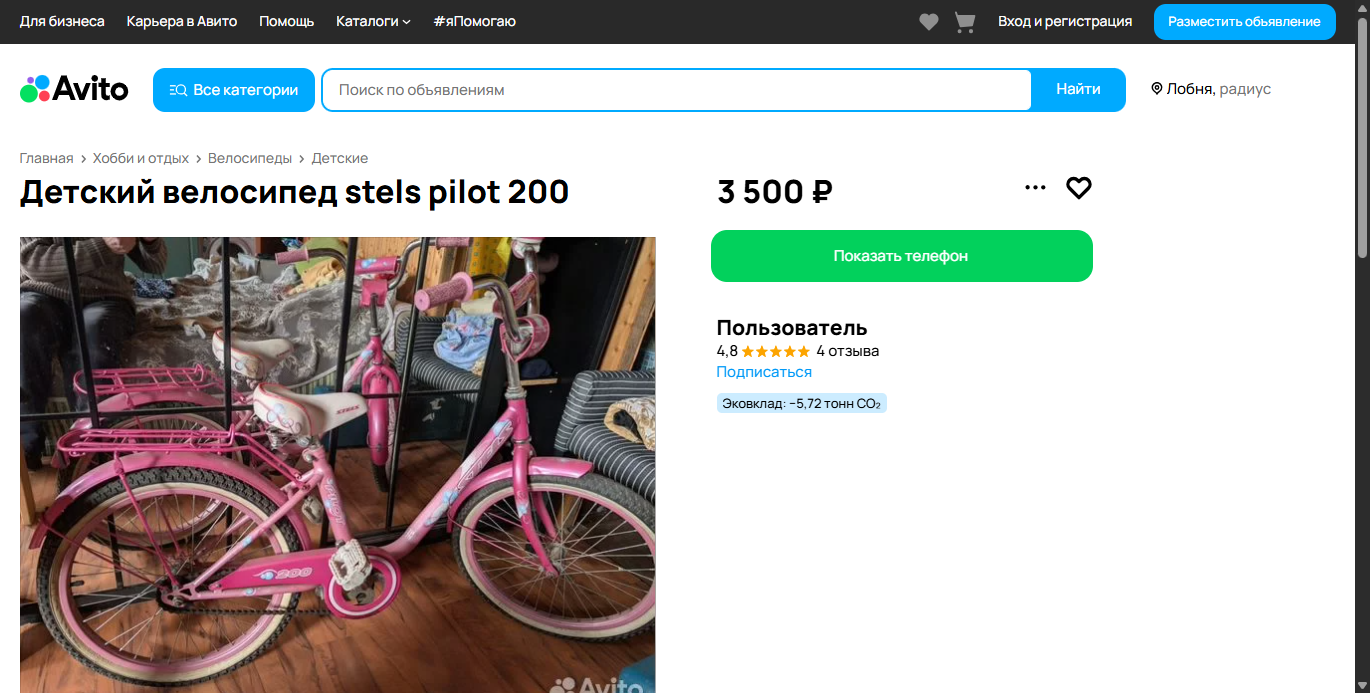 Для бизнеса Карьера в Авито Помощь Каталоги #яПомогаю Вход и регистрация Разместить объявление
Avito Все категории Поиск по объявлениям Найти Лобня, радиус
Главная › Хобби и отдых › Велосипеды › Детские
Детский велосипед stels pilot 200
3 500 ₽
Показать телефон
Пользователь
4,8 4 отзыва
Подписаться
Эковклад: −5,72 тонн CO₂
STELS
200
Avito